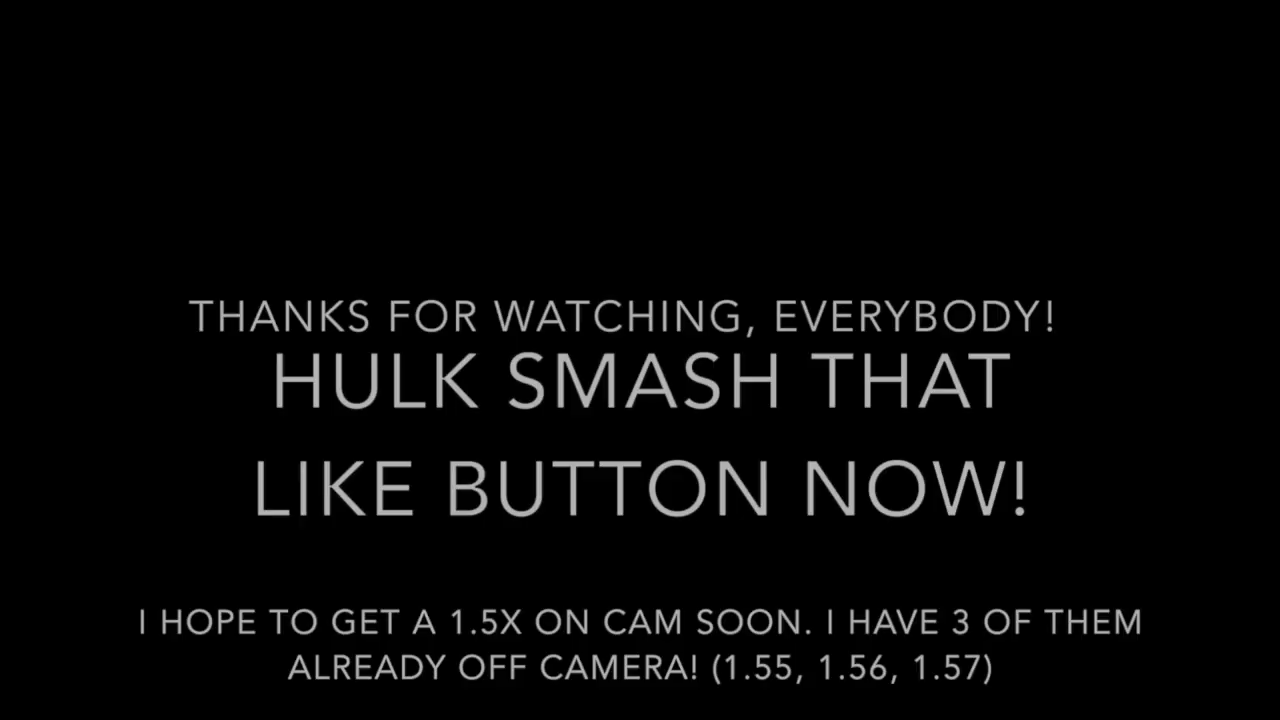 THANKS FOR WATCHING, EVERYBODY!
HULK SMASH THAT
LIKE BUTTON NOW!
I HOPE TO GET A 1.5X ON CAM SOON. I HAVE 3 OF THEM
ALREADY OFF CAMERA! (1.55, 1.56, 1.57)